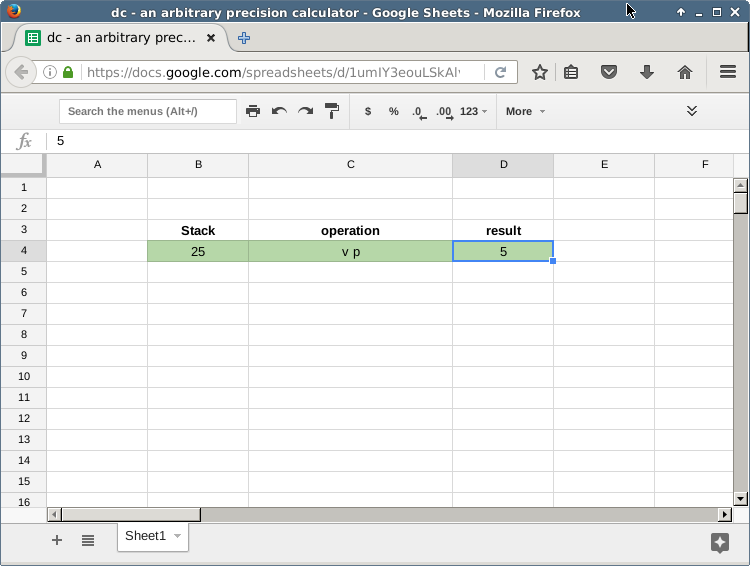 dc - an arbitrary precision calculator - Google Sheets - Mozilla Firefox
dc - an arbitrary prec...
https://docs.google.com/spreadsheets/d/1umIY3eouLSkAl
Search the menus (Alt+/) $ % .0 .00 123 More
fx 5
A B C D E F
1
2
3 Stack operation result
4 25 v p 5
5
6
7
8
9
10
11
12
13
14
15
16
Sheet1